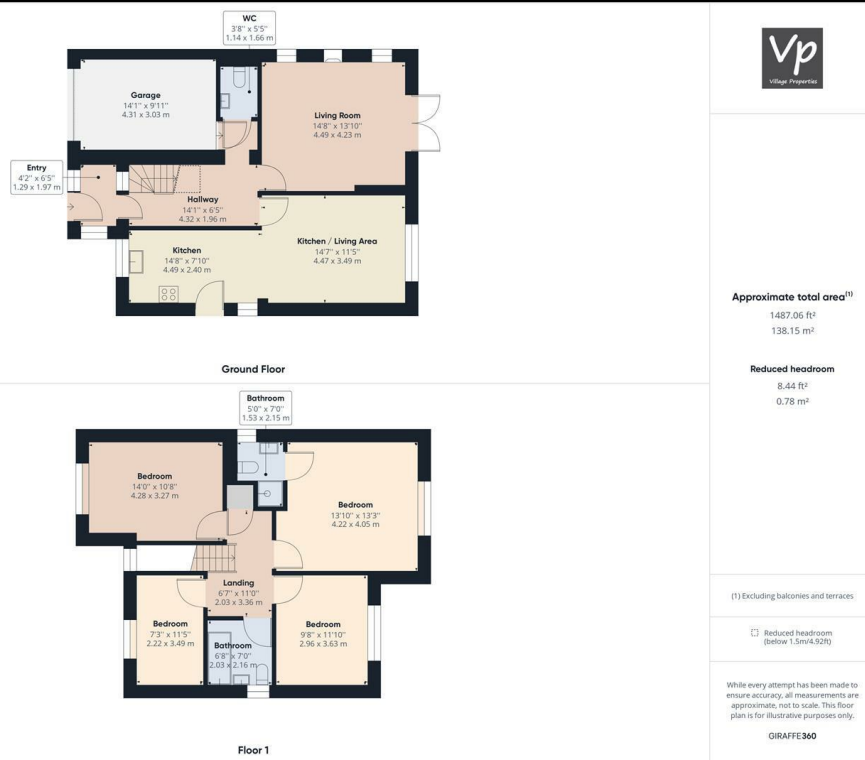 WC
3'8" x 5'5"
1.14 x 1.66 m
Garage
14'1" x 9'11"
4.31 x 3.03 m
Living Room
14'8" x 13'10"
4.49 x 4.23 m
Entry
4'2" x 6'5"
1.29 x 1.97 m
Hallway
14'1" x 6'5"
4.32 x 1.96 m
Kitchen
14'8" x 7'10"
4.49 x 2.40 m
Kitchen / Living Area
14'7" x 11'5"
4.47 x 3.49 m
Ground Floor
Bathroom
5'0" x 7'0"
1.53 x 2.15 m
Bedroom
14'0" x 10'8"
4.28 x 3.27 m
Bedroom
13'10" x 13'3"
4.22 x 4.05 m
Landing
6'7" x 11'0"
2.03 x 3.36 m
Bedroom
7'3" x 11'5"
2.22 x 3.49 m
Bathroom
6'8" x 7'0"
2.03 x 2.16 m
Bedroom
9'8" x 11'10"
2.96 x 3.63 m
Floor 1
Vp
Village Properties
Approximate total area(1)
1487.06 ft²
138.15 m²
Reduced headroom
8.44 ft²
0.78 m²
(1) Excluding balconies and terraces
Reduced headroom
(below 1.5m/4.92ft)
While every attempt has been made to
ensure accuracy, all measurements are
approximate, not to scale. This floor
plan is for illustrative purposes only.
GIRAFFE360